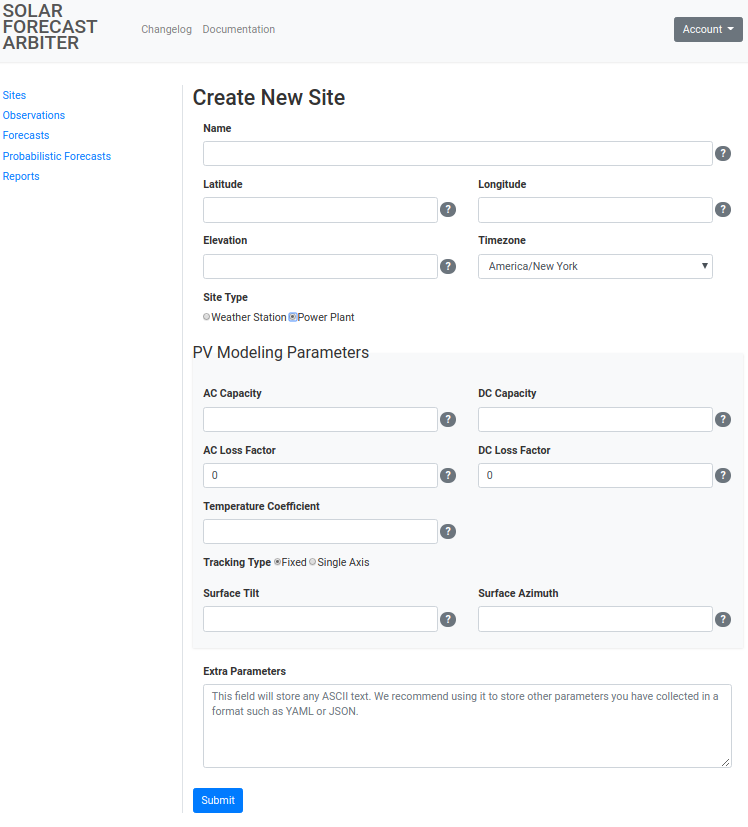 SOLAR
FORECAST
ARBITER
Changelog Documentation
Account
Sites
Observations
Forecasts
Probabilistic Forecasts
Reports
Create New Site
Name
?
Latitude Longitude
? ?
Elevation Timezone
? America/New York
Site Type
Weather Station Power Plant
PV Modeling Parameters
AC Capacity DC Capacity
? ?
AC Loss Factor DC Loss Factor
0 ? 0 ?
Temperature Coefficient
?
Tracking Type Fixed Single Axis
Surface Tilt Surface Azimuth
? ?
Extra Parameters
This field will store any ASCII text. We recommend using it to store other parameters you have collected in a
format such as YAML or JSON.
Submit